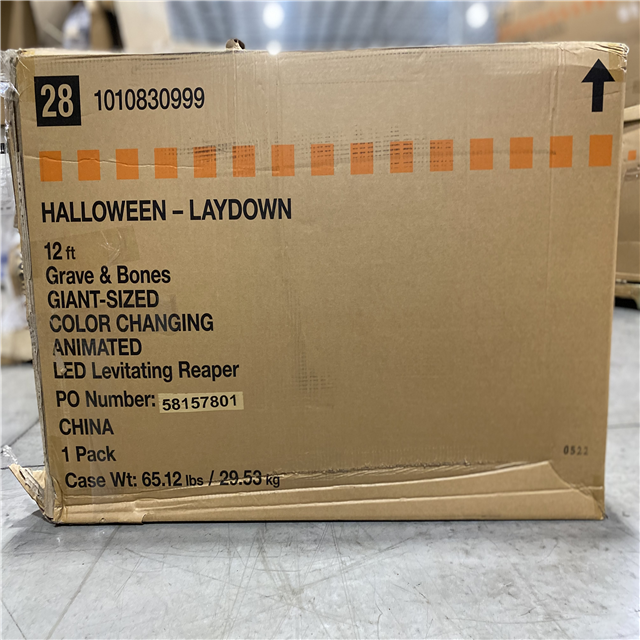 28 1010830999
HALLOWEEN – LAYDOWN
12 ft
Grave & Bones
GIANT-SIZED
COLOR CHANGING
ANIMATED
LED Levitating Reaper
PO Number: 58157801
CHINA
1 Pack
Case Wt: 65.12 lbs / 29.53 kg
0522